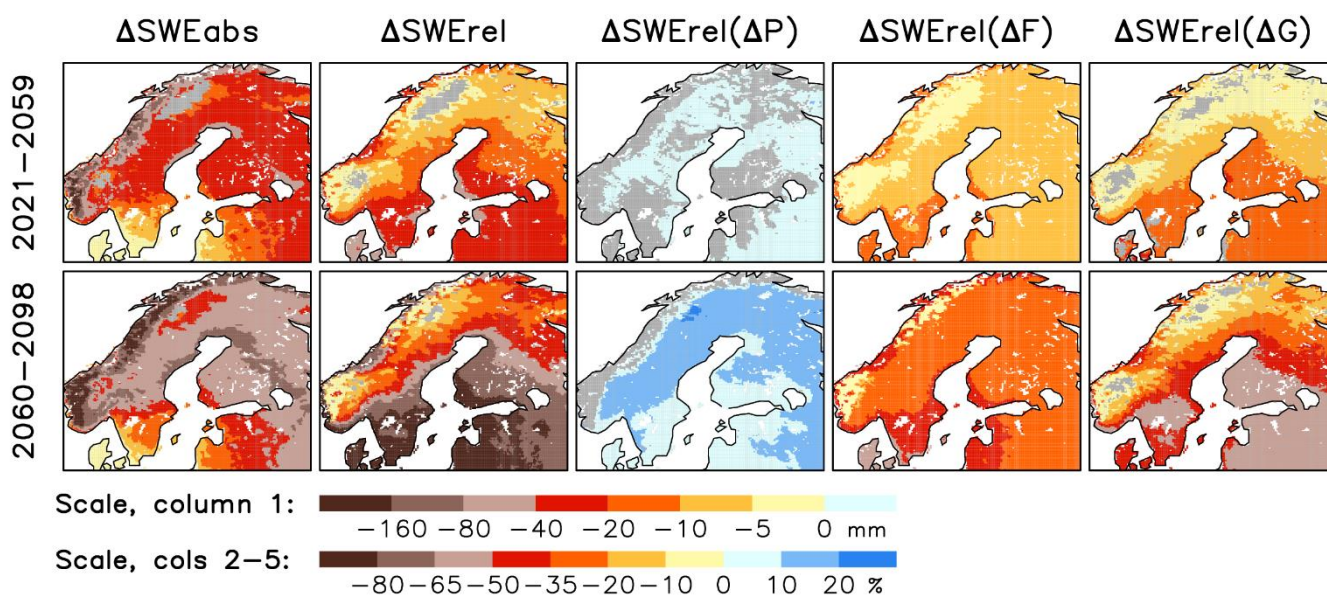 ΔSWEabs ΔSWErel ΔSWErel(ΔP) ΔSWErel(ΔF) ΔSWErel(ΔG)
2021−2059
2060−2098
Scale, column 1:
−160 −80 −40 −20 −10 −5 0 mm
Scale, cols 2−5:
−80 −65 −50 −35 −20 −10 0 10 20 %